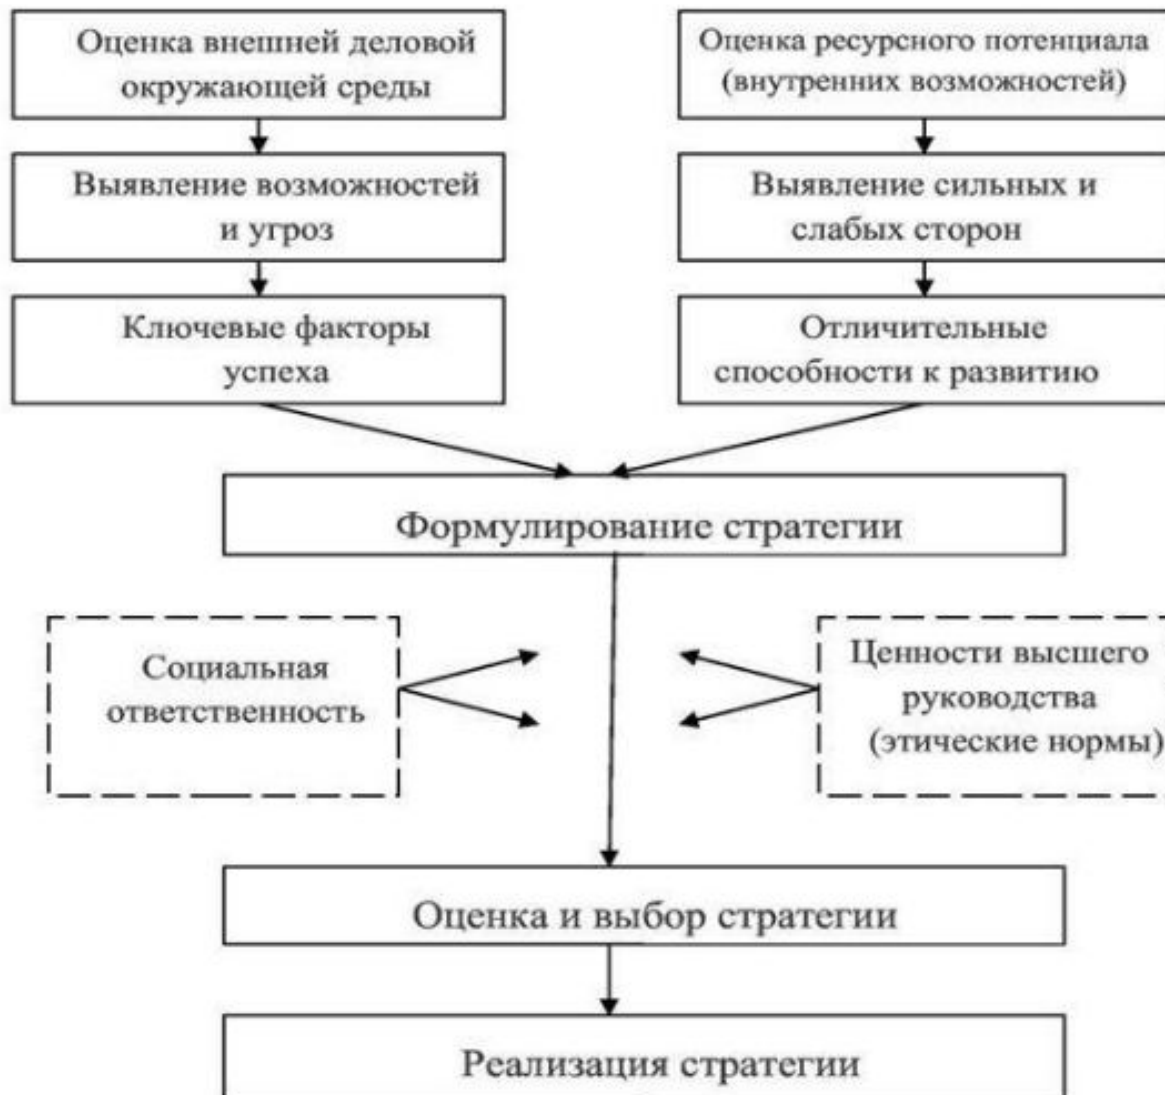 Оценка внешней деловой
окружающей среды
Оценка ресурсного потенциала
(внутренних возможностей)
Выявление возможностей
и угроз
Выявление сильных и
слабых сторон
Ключевые факторы
успеха
Отличительные
способности к развитию
Формулирование стратегии
Социальная
ответственность
Ценности высшего
руководства
(этические нормы)
Оценка и выбор стратегии
Реализация стратегии